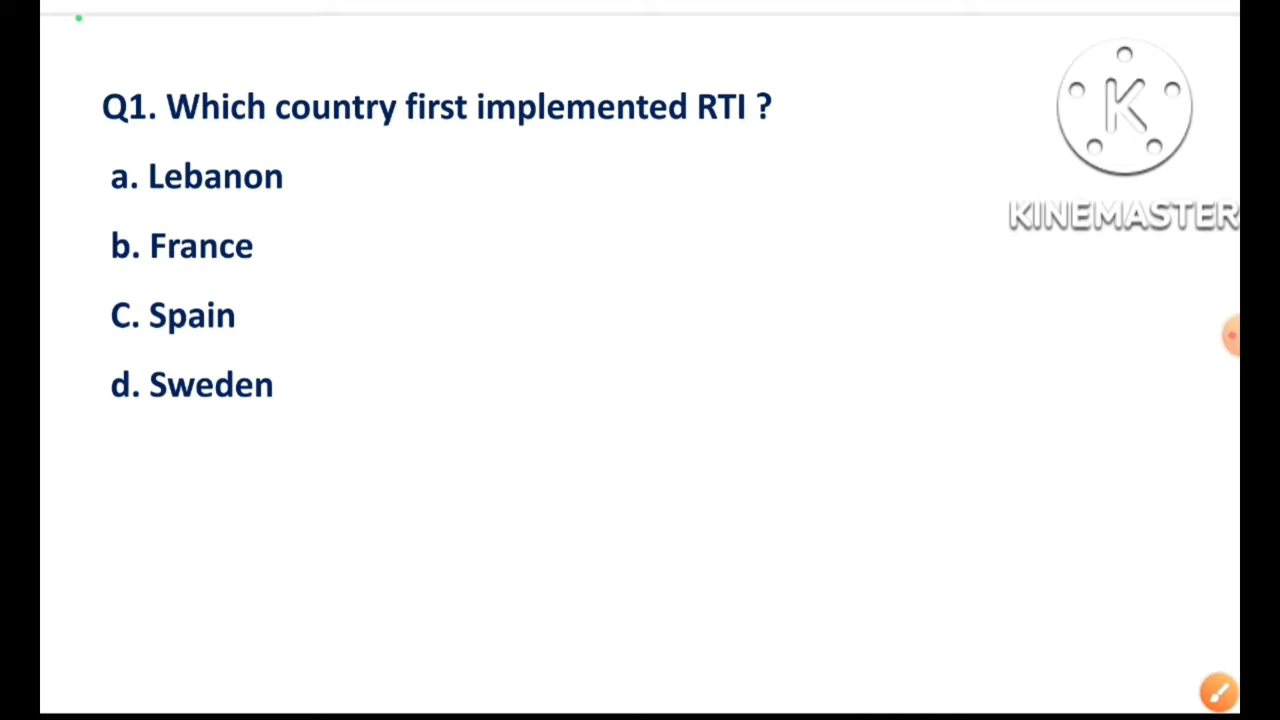 Q1. Which country first implemented RTI ?
a. Lebanon
b. France
C. Spain
d. Sweden
K
KINEMASTER